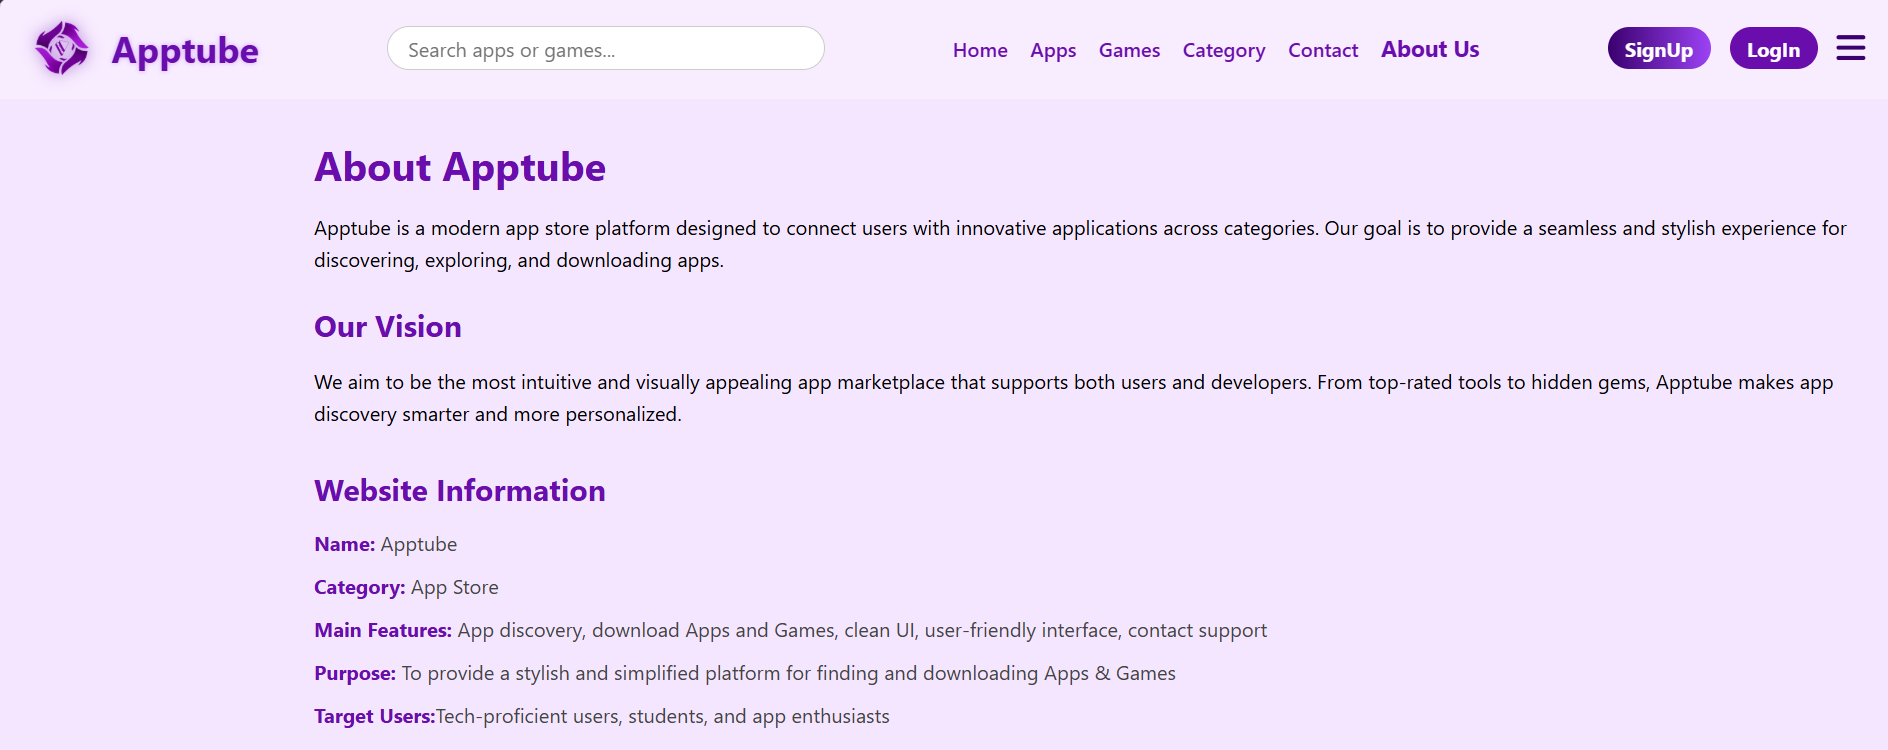 Apptube
Search apps or games...
Home Apps Games Category Contact About Us
SignUp LogIn
About Apptube
Apptube is a modern app store platform designed to connect users with innovative applications across categories. Our goal is to provide a seamless and stylish experience for
discovering, exploring, and downloading apps.
Our Vision
We aim to be the most intuitive and visually appealing app marketplace that supports both users and developers. From top-rated tools to hidden gems, Apptube makes app
discovery smarter and more personalized.
Website Information
Name: Apptube
Category: App Store
Main Features: App discovery, download Apps and Games, clean UI, user-friendly interface, contact support
Purpose: To provide a stylish and simplified platform for finding and downloading Apps & Games
Target Users:Tech-proficient users, students, and app enthusiasts